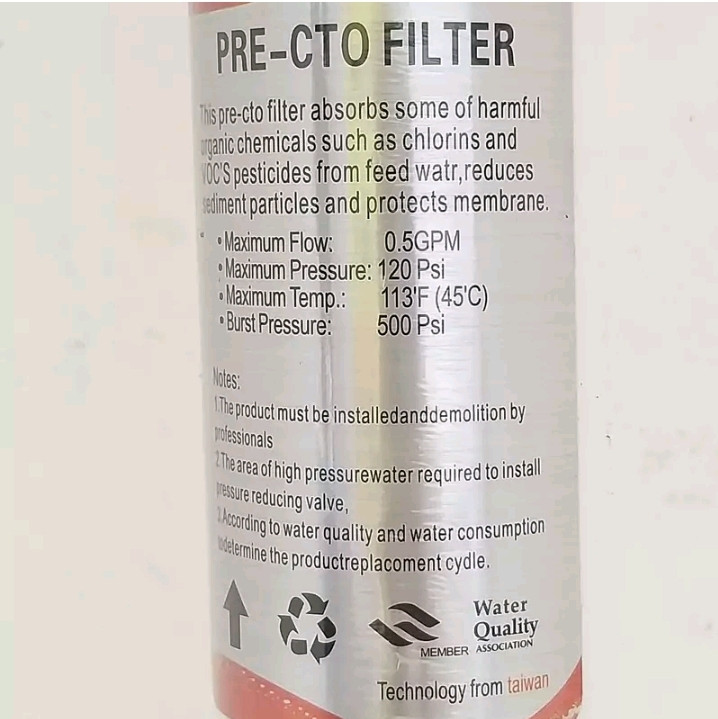 PRE-CTO FILTER
This pre-cto filter absorbs some of harmful
organic chemicals such as chlorins and
VOC'S pesticides from feed watr,reduces
sediment particles and protects membrane.
• Maximum Flow: 0.5GPM
• Maximum Pressure: 120 Psi
• Maximum Temp.: 113'F (45'C)
• Burst Pressure: 500 Psi
Notes:
1.The product must be installedanddemolition by
professionals
2.The area of high pressurewater required to install
pressure reducing valve,
3.According to water quality and water consumption
todetermine the productreplacoment cydle.
Water
Quality
MEMBER ASSOCIATION
Technology from taiwan